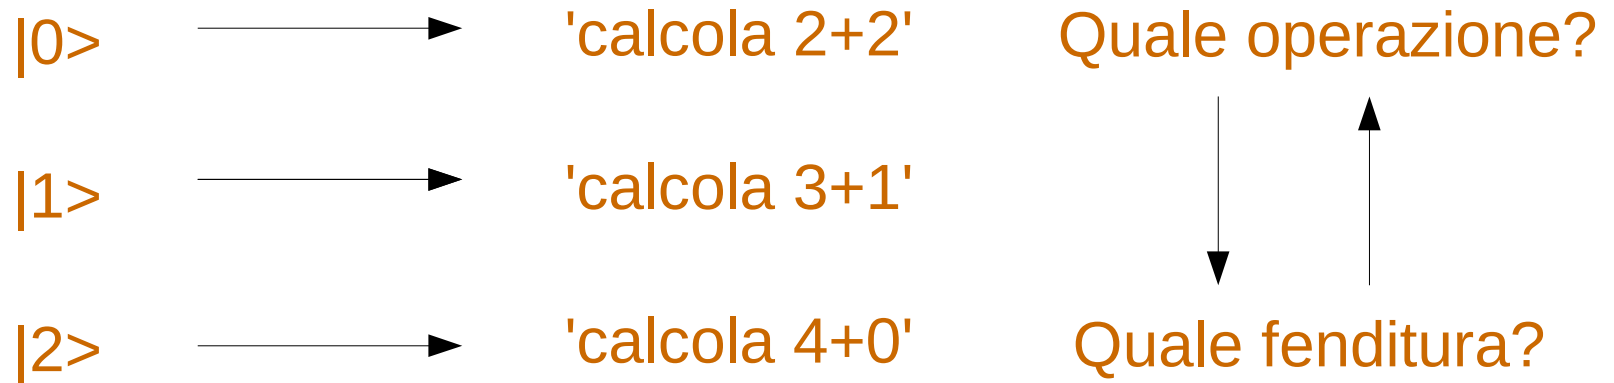 |0> 'calcola 2+2' Quale operazione?
|1> 'calcola 3+1'
|2> 'calcola 4+0' Quale fenditura?